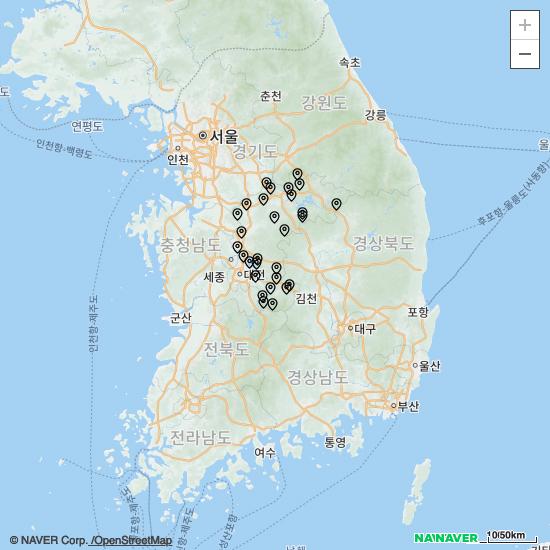 +
−
속초
춘천
강원도
강릉
도
연평도
서울
울
인천
경기도
인천항-백령도
후포항-울릉도(사동항)
충청남도
경상북도
세종
대전
김천
인천항-제주도
군산
포항
대구
전북도
울산
경상남도
부산
전라남도
통영
여수
© NAVER Corp. /OpenStreetMap
NAVER
10/50km